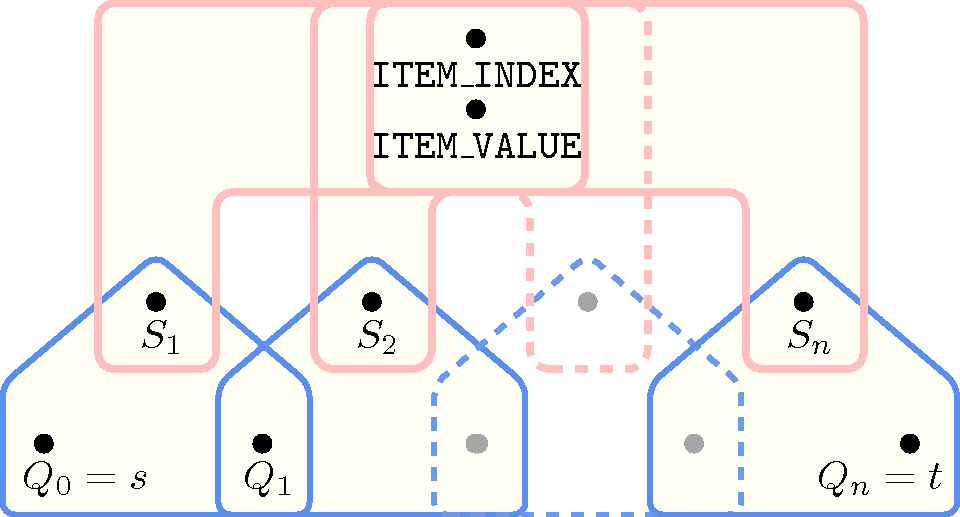 ITEM_INDEX
ITEM_VALUE
S₁ S₂ Sₙ
Q₀ = s Q₁ Qₙ = t